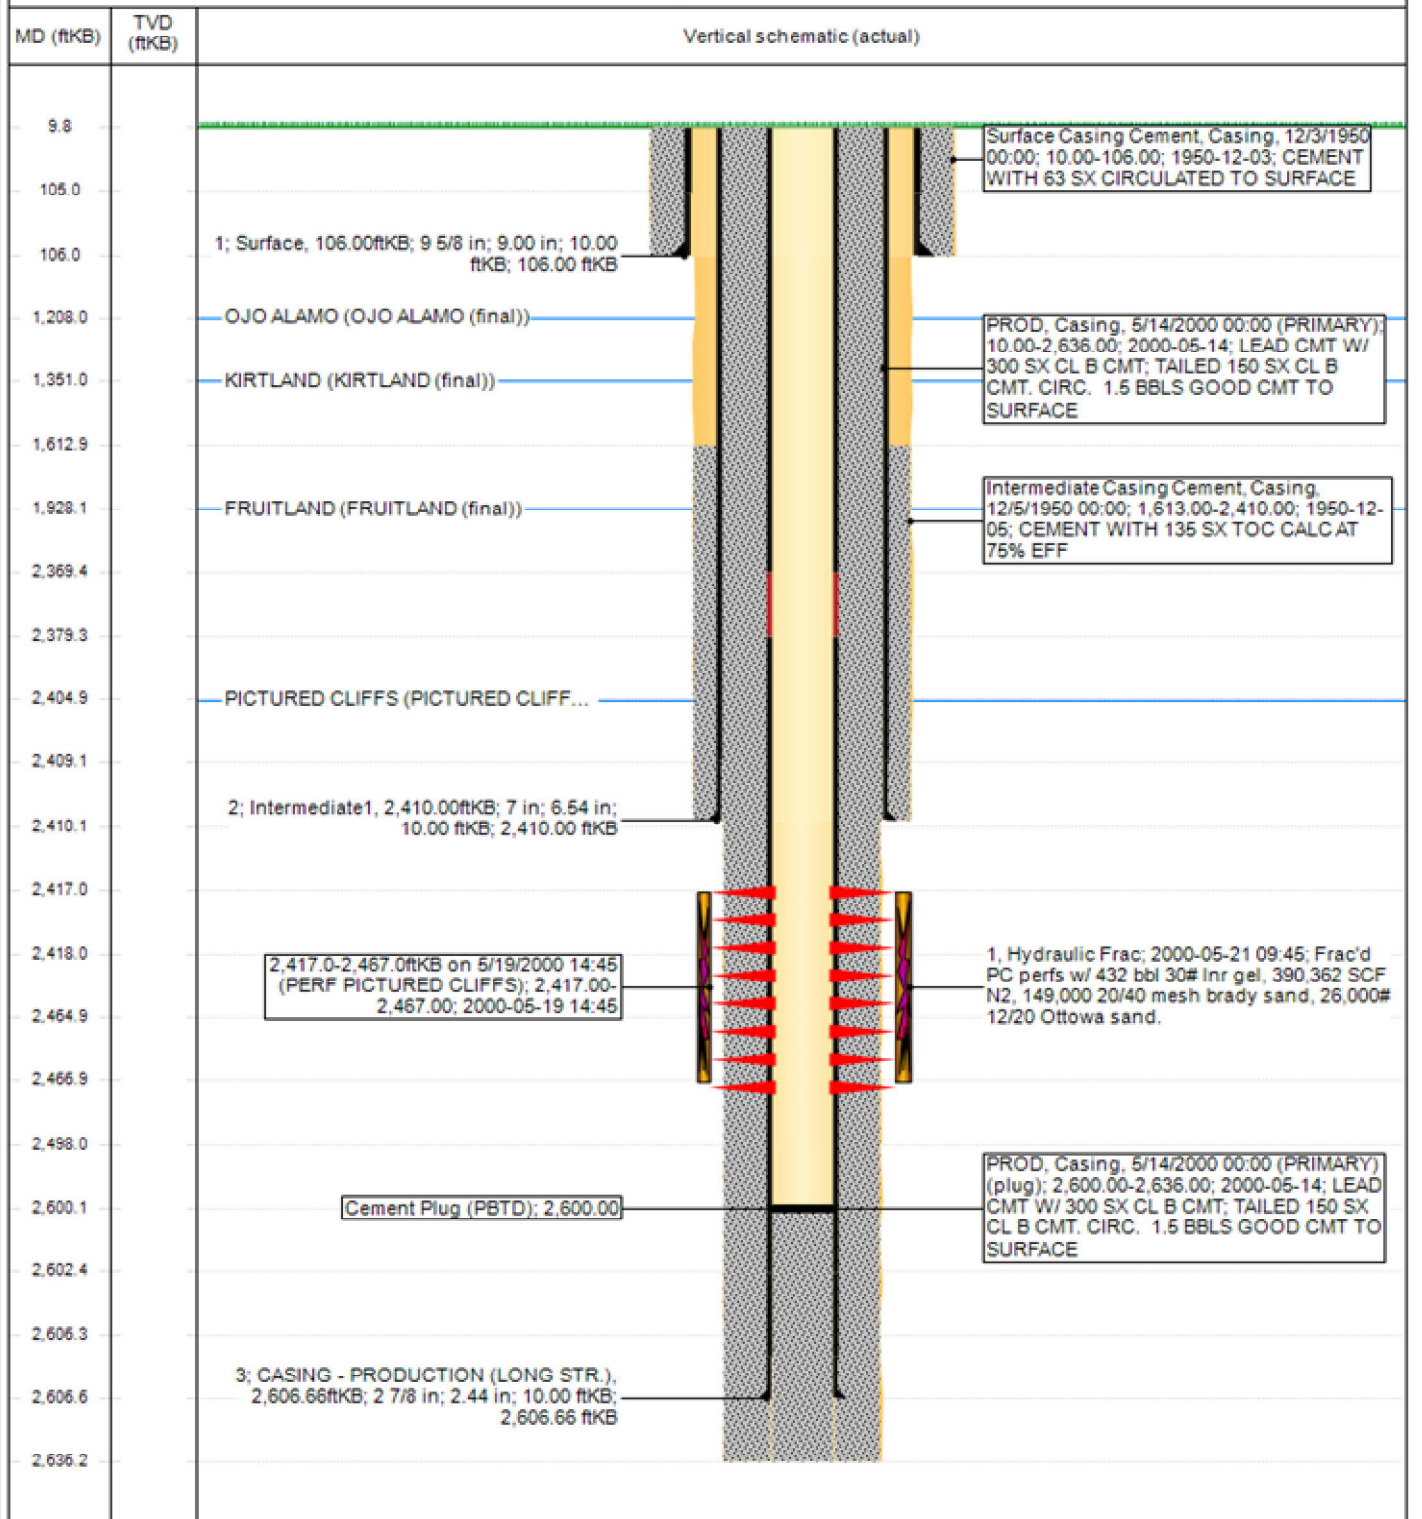 MD (ftKB)
TVD
(ftKB)
Vertical schematic (actual)
9.8
Surface Casing Cement, Casing, 12/3/1950
00:00; 10.00-106.00; 1950-12-03; CEMENT
WITH 63 SX CIRCULATED TO SURFACE
105.0
1; Surface, 106.00ftKB; 9 5/8 in; 9.00 in; 10.00
ftKB; 106.00 ftKB
106.0
1,208.0
OJO ALAMO (OJO ALAMO (final))
PROD, Casing, 5/14/2000 00:00 (PRIMARY);
10.00-2,636.00; 2000-05-14; LEAD CMT W/
300 SX CL B CMT; TAILED 150 SX CL B
CMT. CIRC. 1.5 BBLS GOOD CMT TO
SURFACE
1,351.0
KIRTLAND (KIRTLAND (final))
1,612.9
Intermediate Casing Cement, Casing,
12/5/1950 00:00; 1,613.00-2,410.00; 1950-12-
05; CEMENT WITH 135 SX TOC CALC AT
75% EFF
1,928.1
FRUITLAND (FRUITLAND (final))
2,369.4
2,379.3
2,404.9
PICTURED CLIFFS (PICTURED CLIFF...
2,409.1
2; Intermediate1, 2,410.00ftKB; 7 in; 6.54 in;
10.00 ftKB; 2,410.00 ftKB
2,410.1
2,417.0
2,418.0
2,417.0-2,467.0ftKB on 5/19/2000 14:45
(PERF PICTURED CLIFFS); 2,417.00-
2,467.00; 2000-05-19 14:45
1, Hydraulic Frac; 2000-05-21 09:45; Frac'd
PC perfs w/ 432 bbl 30# lnr gel, 390,362 SCF
N2, 149,000 20/40 mesh brady sand, 26,000#
12/20 Ottowa sand.
2,464.9
2,466.9
2,498.0
PROD, Casing, 5/14/2000 00:00 (PRIMARY)
(plug); 2,600.00-2,636.00; 2000-05-14; LEAD
CMT W/ 300 SX CL B CMT; TAILED 150 SX
CL B CMT. CIRC. 1.5 BBLS GOOD CMT TO
SURFACE
2,600.1
Cement Plug (PBTD); 2,600.00
2,602.4
2,606.3
3; CASING - PRODUCTION (LONG STR.),
2,606.66ftKB; 2 7/8 in; 2.44 in; 10.00 ftKB;
2,606.66 ftKB
2,606.6
2,636.2